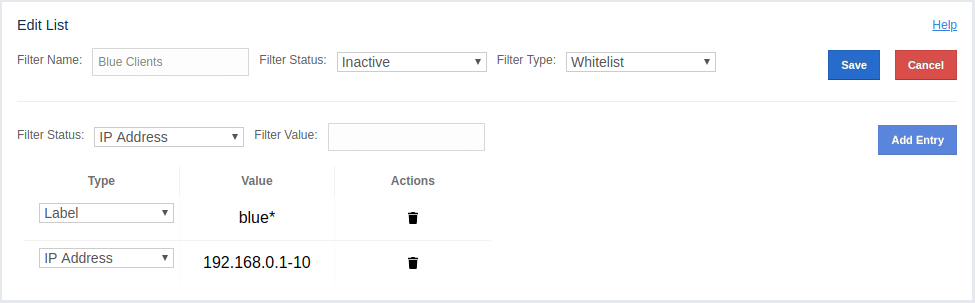 Edit List Help
Filter Name: Blue Clients Filter Status: Inactive Filter Type: Whitelist Save Cancel
Filter Status: IP Address Filter Value: Add Entry
Type Value Actions
Label blue*
IP Address 192.168.0.1-10